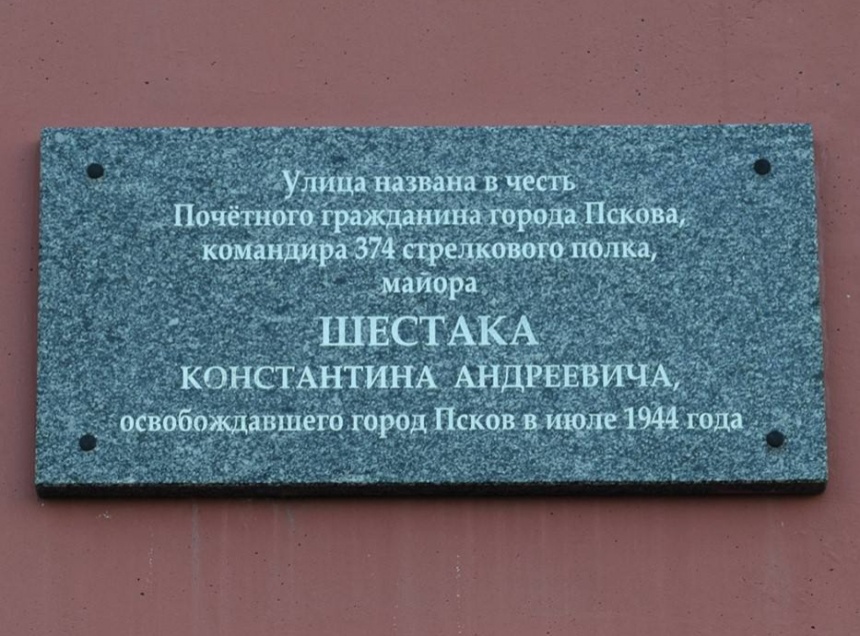 Улица названа в честь
Почётного гражданина города Пскова,
командира 374 стрелкового полка,
майора
ШЕСТАКА
КОНСТАНТИНА АНДРЕЕВИЧА,
освобождавшего город Псков в июле 1944 года